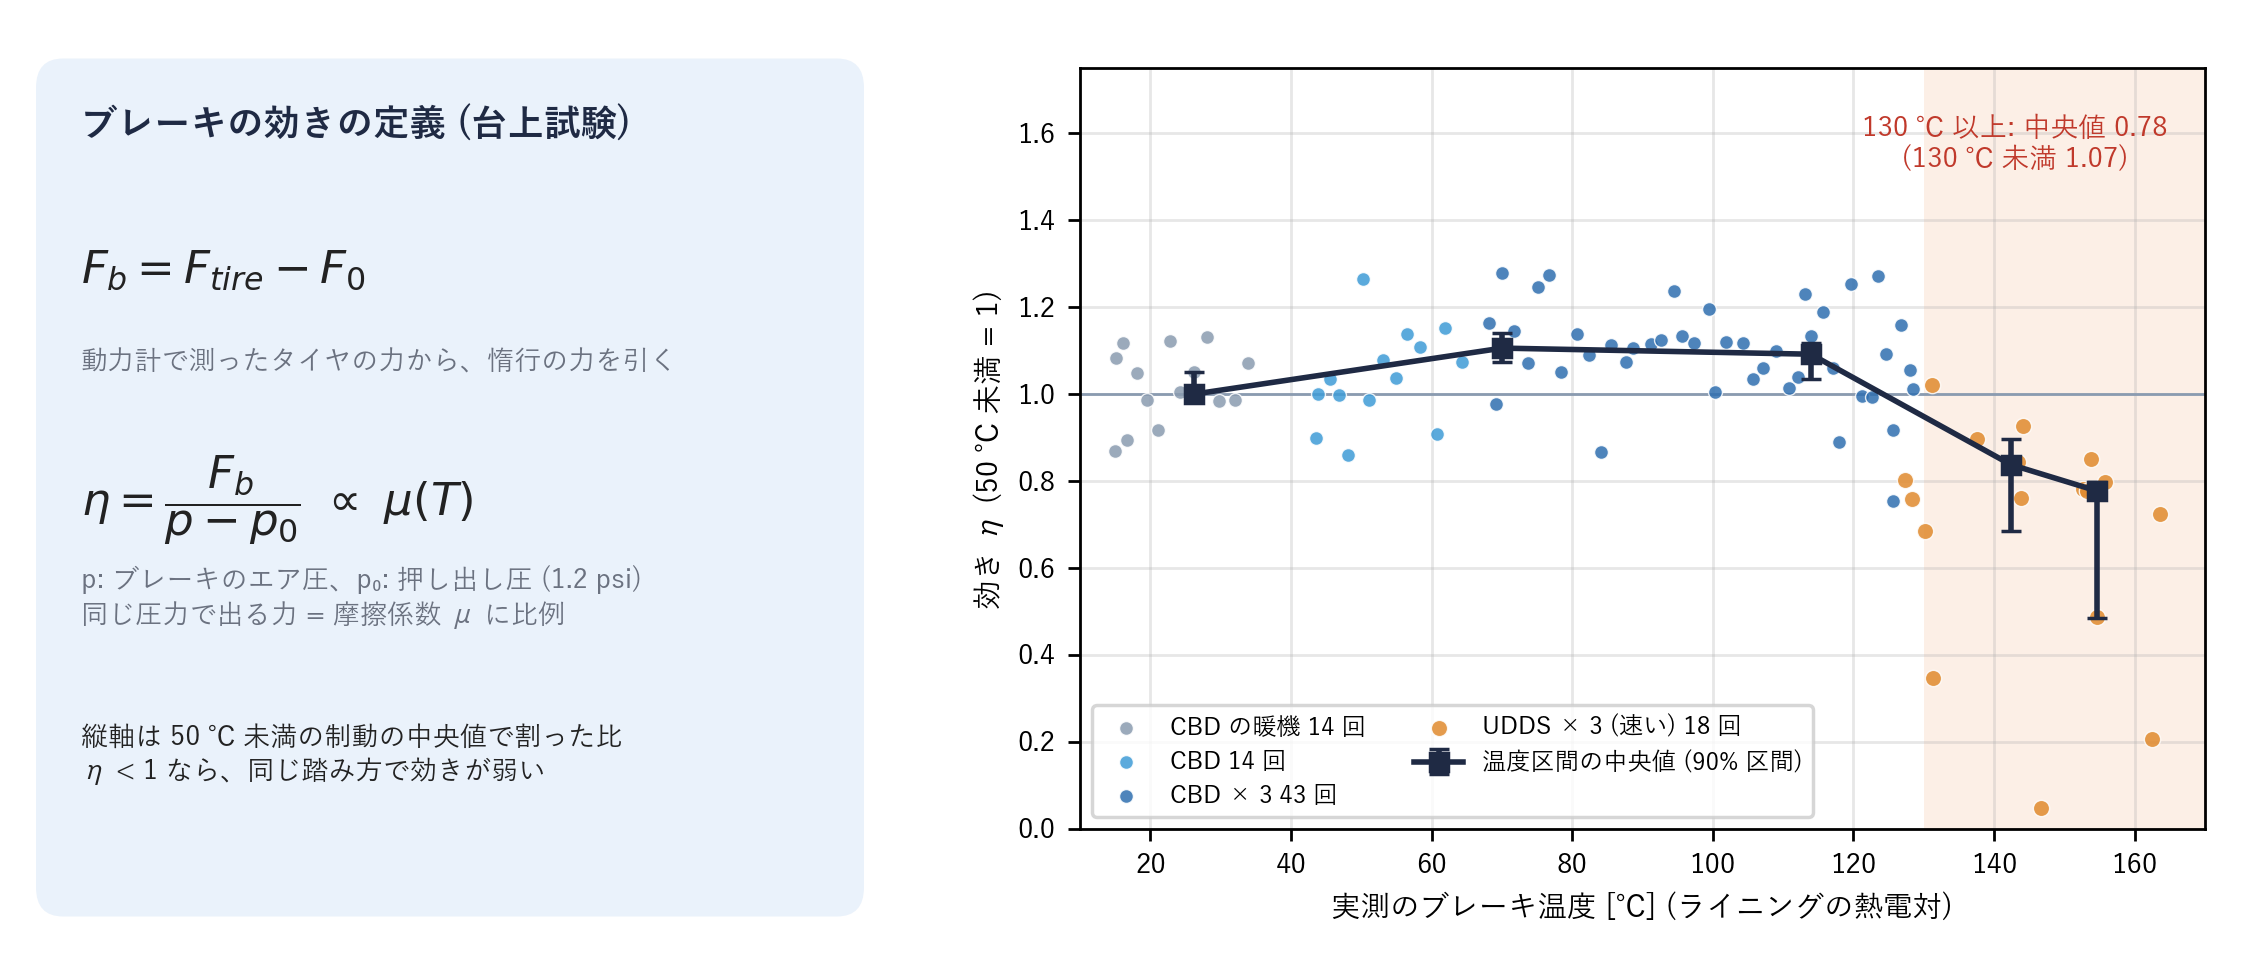 ブレーキの効きの定義 (台上試験)
F_b = F_tire − F_0
動力計で測ったタイヤの力から、惰行の力を引く
η = F_b / (p − p_0) ∝ μ(T)
p: ブレーキのエア圧、p₀: 押し出し圧 (1.2 psi)
同じ圧力で出る力 = 摩擦係数 μ に比例
縦軸は 50 °C 未満の制動の中央値で割った比
η < 1 なら、同じ踏み方で効きが弱い
130 °C 以上: 中央値 0.78
(130 °C 未満 1.07)
効き η (50 °C 未満 = 1)
1.6
1.4
1.2
1.0
0.8
0.6
0.4
0.2
0.0
CBD の暖機 14 回
CBD 14 回
CBD × 3 43 回
UDDS × 3 (速い) 18 回
温度区間の中央値 (90% 区間)
20 40 60 80 100 120 140 160
実測のブレーキ温度 [°C] (ライニングの熱電対)